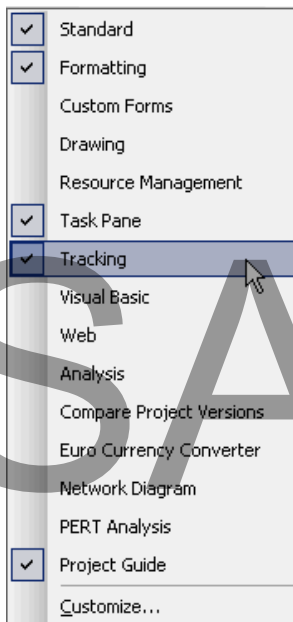 Standard
Formatting
Custom Forms
Drawing
Resource Management
Task Pane
Tracking
Visual Basic
Web
Analysis
Compare Project Versions
Euro Currency Converter
Network Diagram
PERT Analysis
Project Guide
Customize...
SA